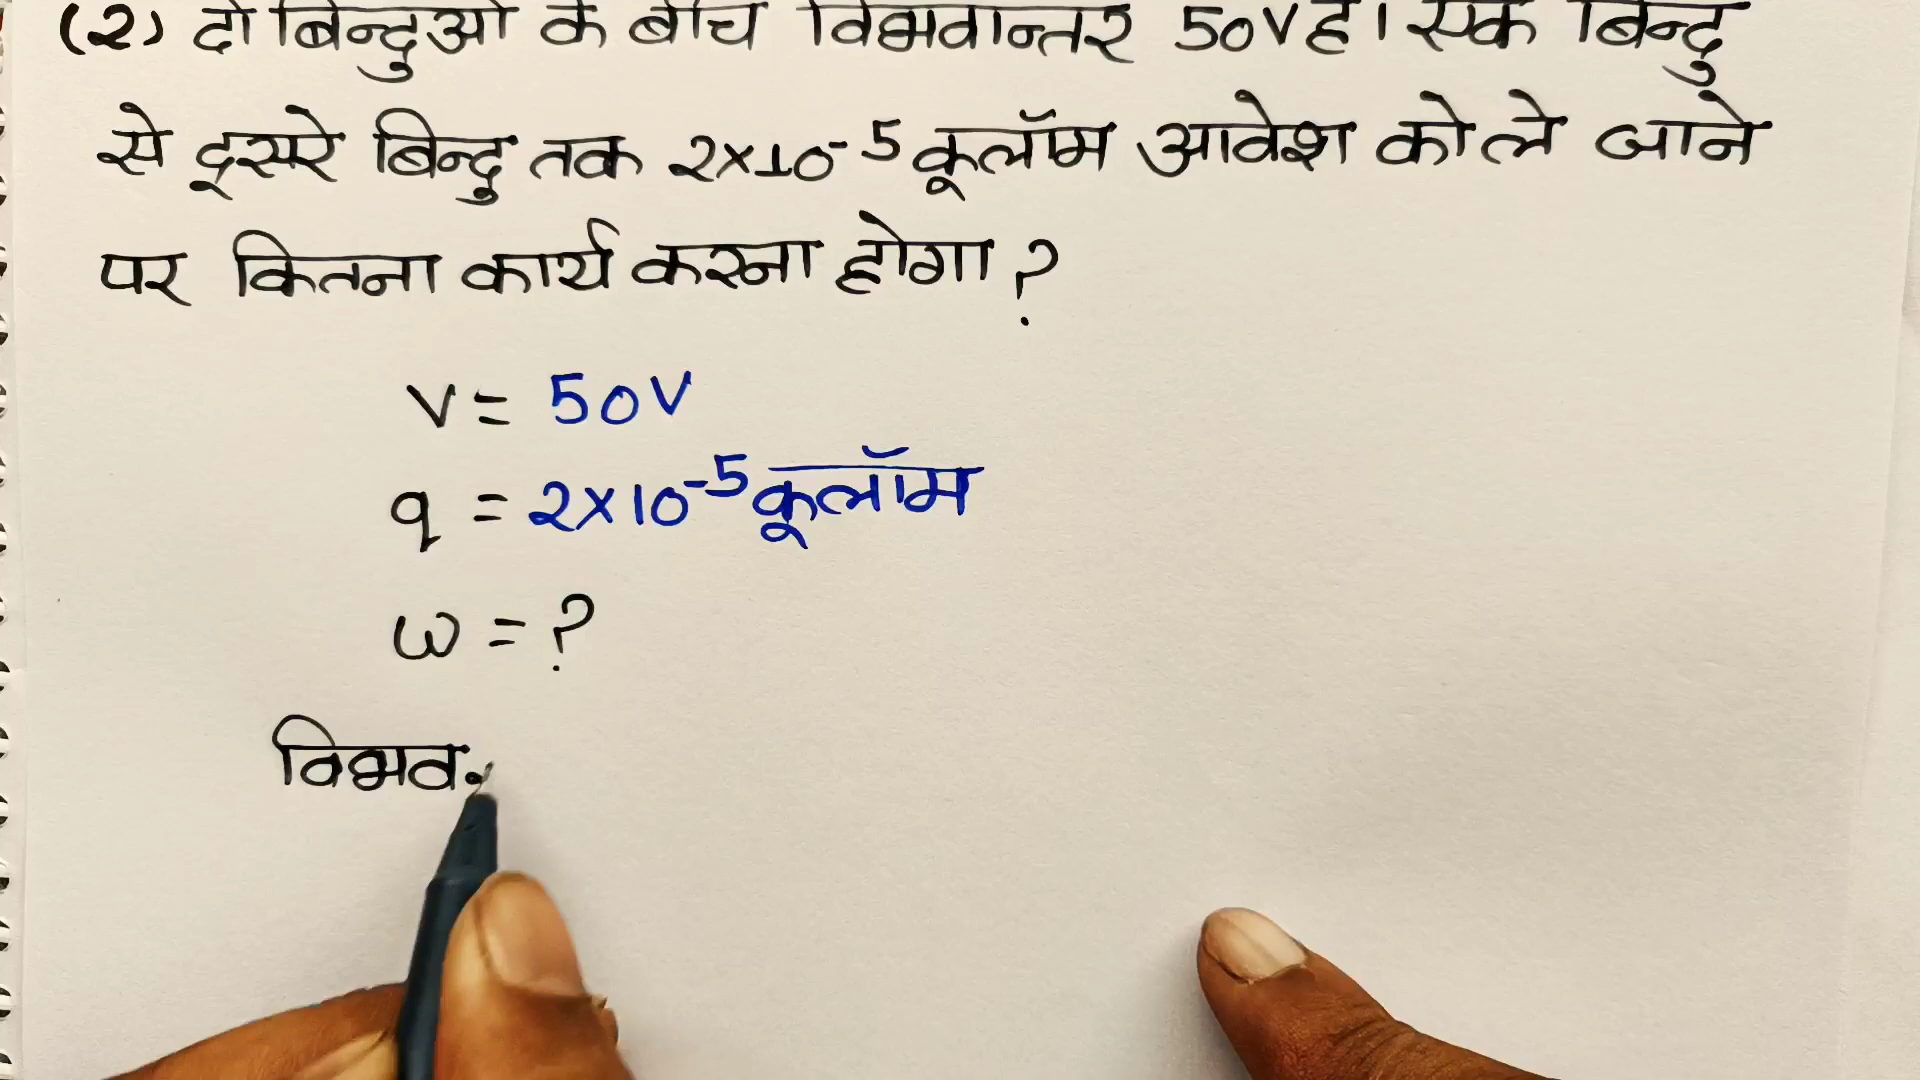 (2) दो बिन्दुओं के बीच विभवान्तर 50V है। एक बिन्दु
से दूसरे बिन्दु तक 2×10⁻⁵ कूलॉम आवेश को ले जाने
पर कितना कार्य करना होगा?
V = 50V
q = 2×10⁻⁵ कूलॉम
w = ?
विभव